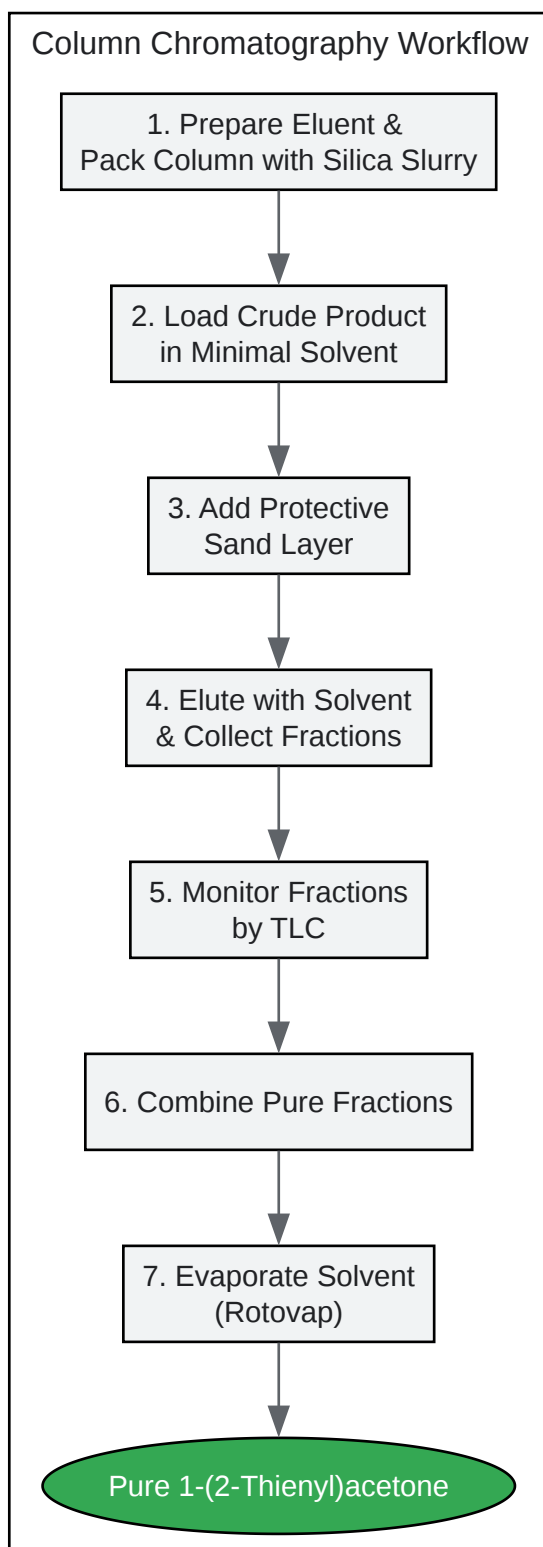 Column Chromatography Workflow
1. Prepare Eluent &
Pack Column with Silica Slurry
2. Load Crude Product
in Minimal Solvent
3. Add Protective
Sand Layer
4. Elute with Solvent
& Collect Fractions
5. Monitor Fractions
by TLC
6. Combine Pure Fractions
7. Evaporate Solvent
(Rotovap)
Pure 1-(2-Thienyl)acetone